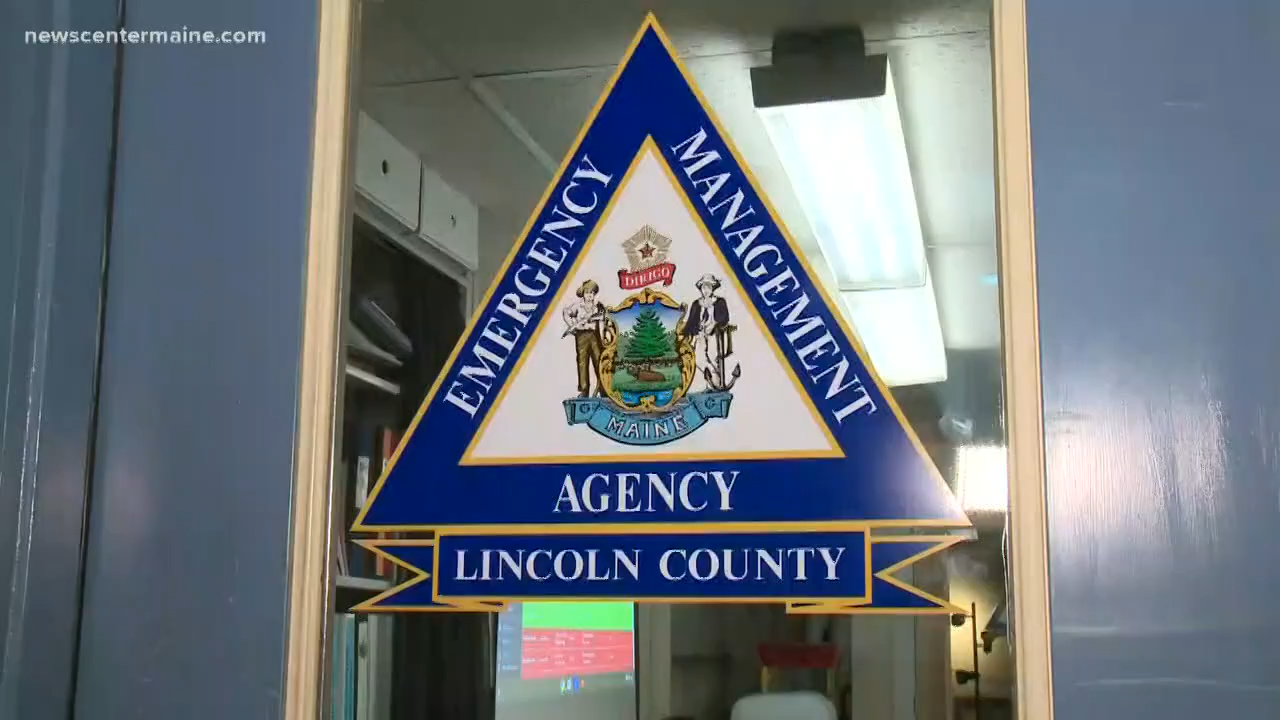 newscentermaine.com
EMERGENCY
MANAGEMENT
DIRIGO
MAINE
AGENCY
LINCOLN COUNTY